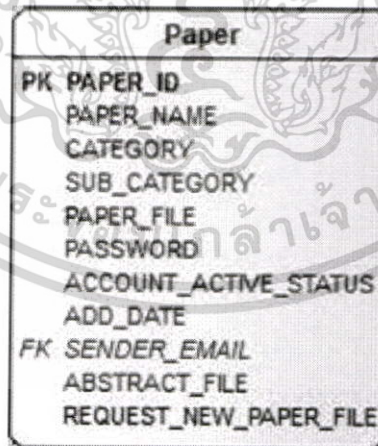 Paper
PK PAPER_ID
PAPER_NAME
CATEGORY
SUB_CATEGORY
PAPER_FILE
PASSWORD
ACCOUNT_ACTIVE_STATUS
ADD_DATE
FK SENDER_EMAIL
ABSTRACT_FILE
REQUEST_NEW_PAPER_FILE